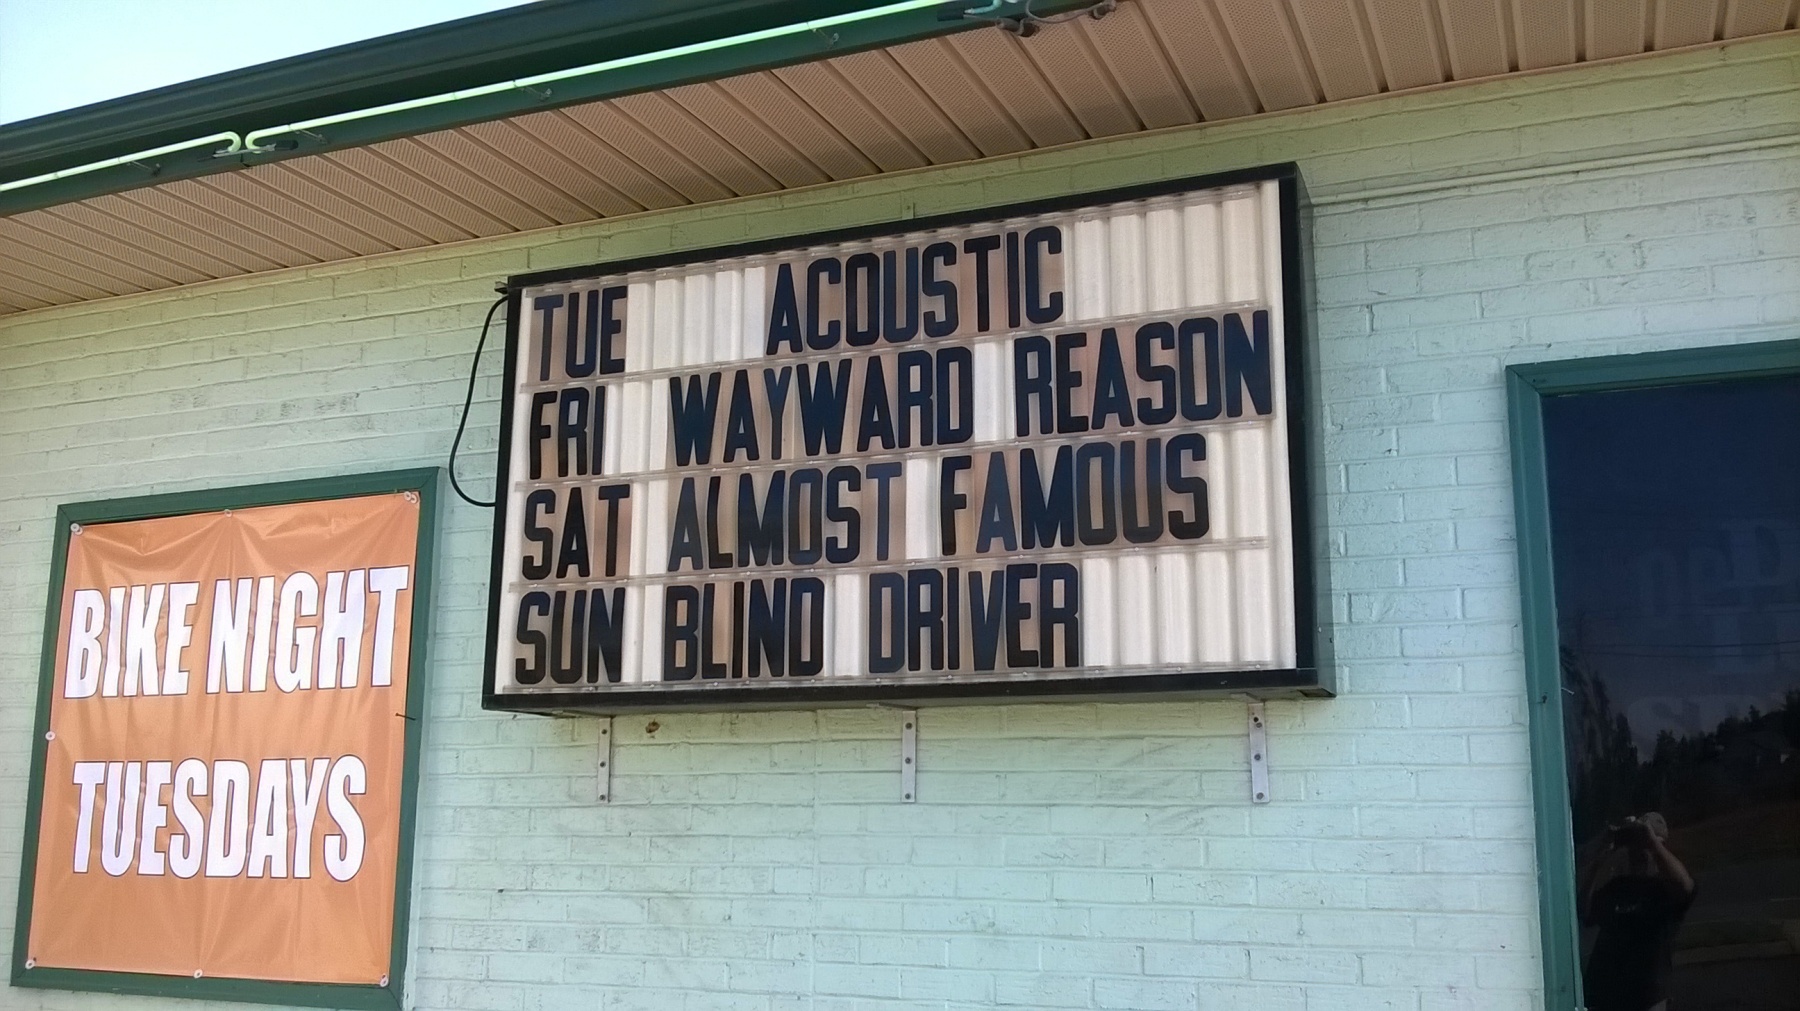 TUE ACOUSTIC
FRI WAYWARD REASON
SAT ALMOST FAMOUS
SUN BLIND DRIVER
BIKE NIGHT
TUESDAYS